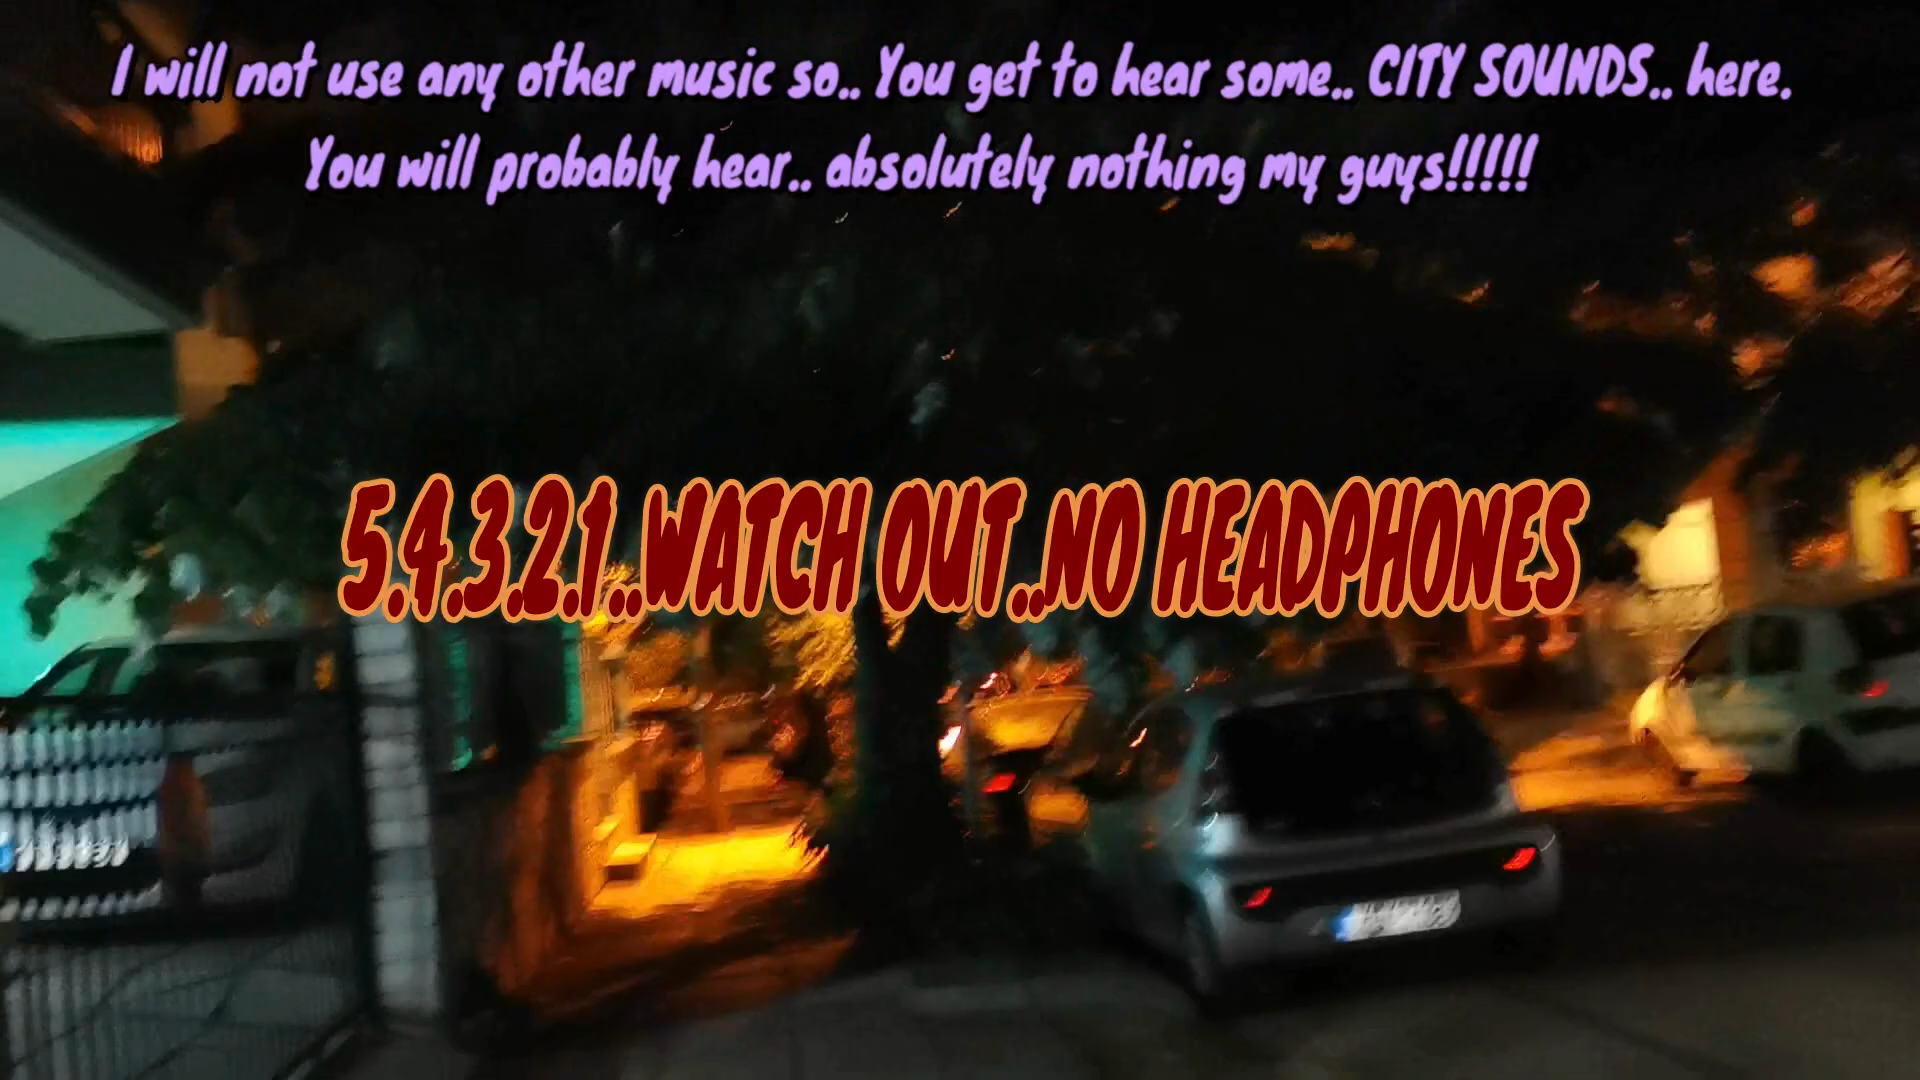 I will not use any other music so.. You get to hear some.. CITY SOUNDS.. here.
You will probably hear.. absolutely nothing my guys!!!!!
5.4.3.2.1..WATCH OUT..NO HEADPHONES